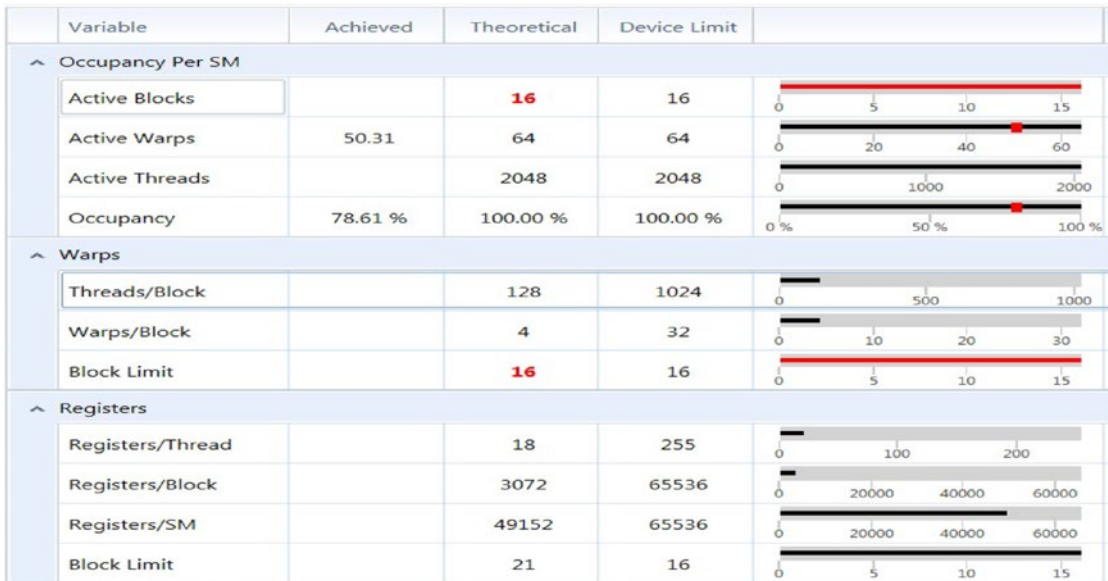 Variable Achieved Theoretical Device Limit
Occupancy Per SM
Active Blocks 16 16
0 5 10 15
Active Warps 50.31 64 64
0 20 40 60
Active Threads 2048 2048
0 1000 2000
Occupancy 78.61 % 100.00 % 100.00 %
0 % 50 % 100 %
Warps
Threads/Block 128 1024
0 500 1000
Warps/Block 4 32
0 10 20 30
Block Limit 16 16
0 5 10 15
Registers
Registers/Thread 18 255
0 100 200
Registers/Block 3072 65536
0 20000 40000 60000
Registers/SM 49152 65536
0 20000 40000 60000
Block Limit 21 16
0 5 10 15